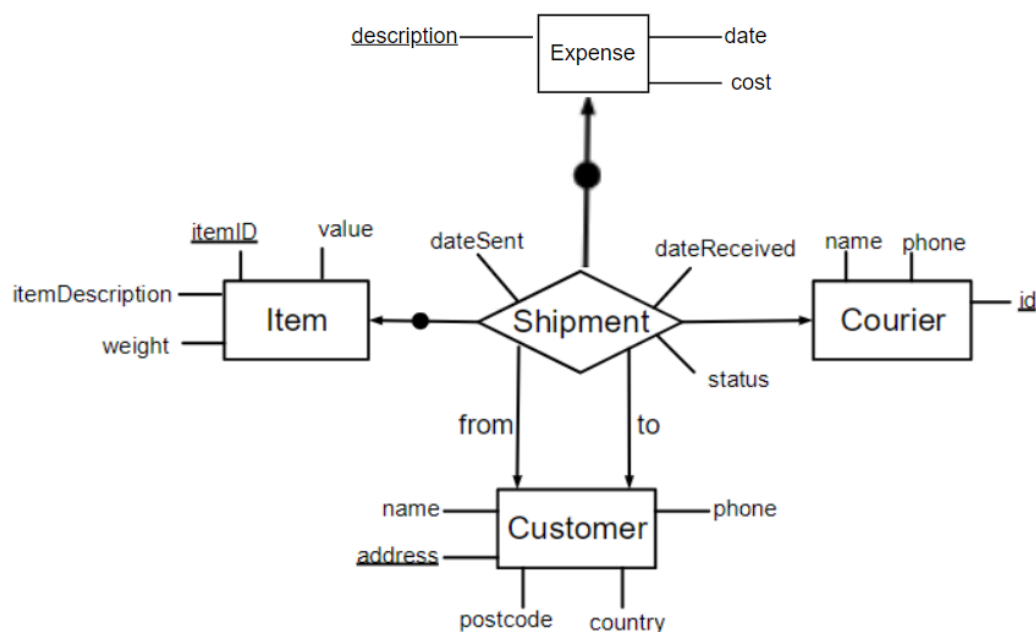 description
Expense
date
cost
itemID
value
dateSent
dateReceived
name
phone
itemDescription
Item
Shipment
Courier
id
weight
status
from
to
name
Customer
phone
address
postcode
country